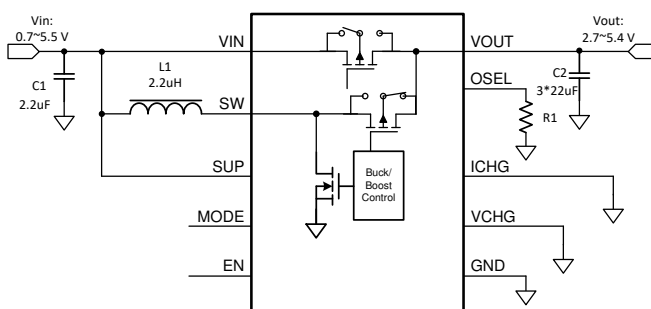 Vin:
0.7~5.5 V
C1
2.2uF
L1
2.2uH
VIN
SW
SUP
MODE
EN
Buck/
Boost
Control
VOUT
OSEL
ICHG
VCHG
GND
Vout:
2.7~5.4 V
C2
3*22uF
R1